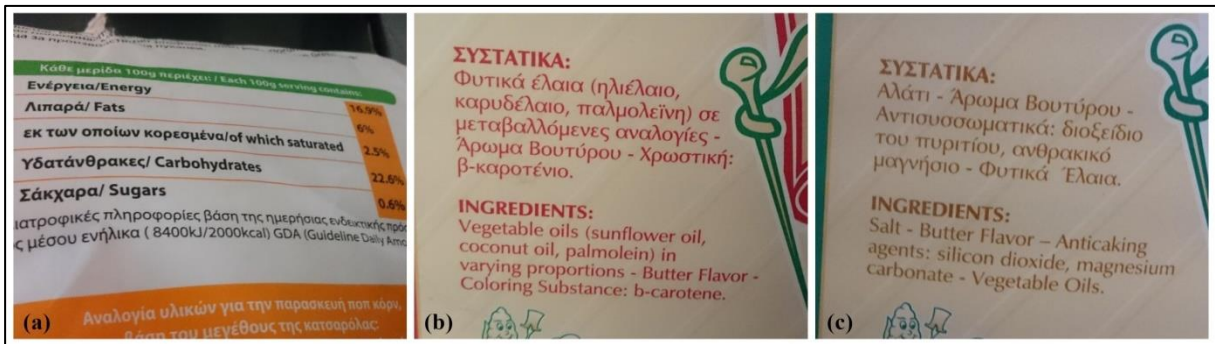 Κάθε μερίδα 100g περιέχει: / Each 100g serving contains:
Ενέργεια/Energy
16.9%
Λιπαρά/ Fats
6%
εκ των οποίων κορεσμένα/of which saturated
2.5%
Υδατάνθρακες/ Carbohydrates
22.6%
Σάκχαρα/ Sugars
0.6%
ιατροφικές πληροφορίες βάση της ημερήσιας ενδεικτικής πρόσ
ς μέσου ενήλικα ( 8400kJ/2000kcal) GDA (Guideline Daily Amo
Αναλογία υλικών για την παρασκευή ποπ κόρν,
βάση του μεγέθους της κατσαρόλας:
(a)
ΣΥΣΤΑΤΙΚΑ:
Φυτικά έλαια (ηλιέλαιο,
καρυδέλαιο, παλμολεϊνη) σε
μεταβαλλόμενες αναλογίες -
Άρωμα Βουτύρου - Χρωστική:
β-καροτένιο.
INGREDIENTS:
Vegetable oils (sunflower oil,
coconut oil, palmolein) in
varying proportions - Butter Flavor -
Coloring Substance: b-carotene.
(b)
ΣΥΣΤΑΤΙΚΑ:
Αλάτι - Άρωμα Βουτύρου -
Αντισυσσωματικά: διοξείδιο
του πυριτίου, ανθρακικό
μαγνήσιο - Φυτικά Έλαια.
INGREDIENTS:
Salt - Butter Flavor – Anticaking
agents: silicon dioxide, magnesium
carbonate - Vegetable Oils.
(c)